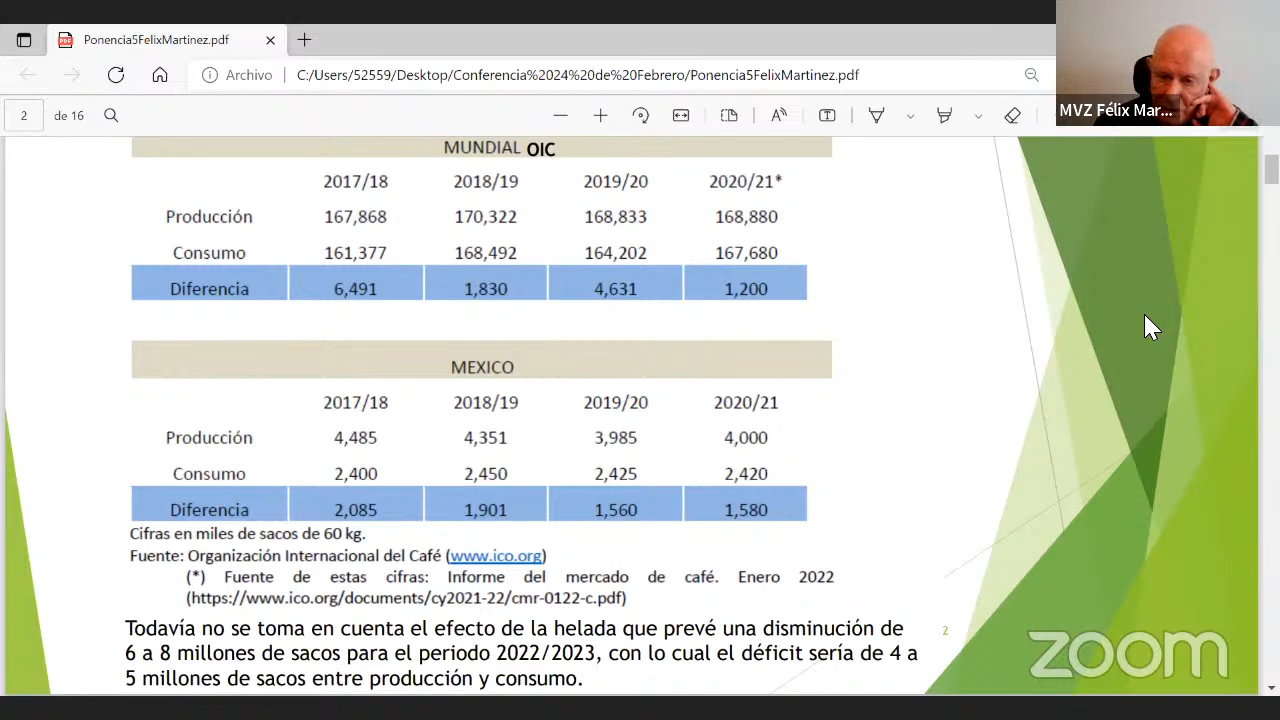 Ponencia5FelixMartinez.pdf
Archivo
C:/Users/52559/Desktop/Conferencia%2024%20de%20Febrero/Ponencia5FelixMartinez.pdf
MVZ Félix Mar...
2 de 16
MUNDIAL OIC
2017/18 2018/19 2019/20 2020/21*
Producción 167,868 170,322 168,833 168,880
Consumo 161,377 168,492 164,202 167,680
Diferencia 6,491 1,830 4,631 1,200
MEXICO
2017/18 2018/19 2019/20 2020/21
Producción 4,485 4,351 3,985 4,000
Consumo 2,400 2,450 2,425 2,420
Diferencia 2,085 1,901 1,560 1,580
Cifras en miles de sacos de 60 kg.
Fuente: Organización Internacional del Café (www.ico.org)
(*) Fuente de estas cifras: Informe del mercado de café. Enero 2022
(https://www.ico.org/documents/cy2021-22/cmr-0122-c.pdf)
Todavía no se toma en cuenta el efecto de la helada que prevé una disminución de
6 a 8 millones de sacos para el periodo 2022/2023, con lo cual el déficit sería de 4 a
5 millones de sacos entre producción y consumo.
2
zoom